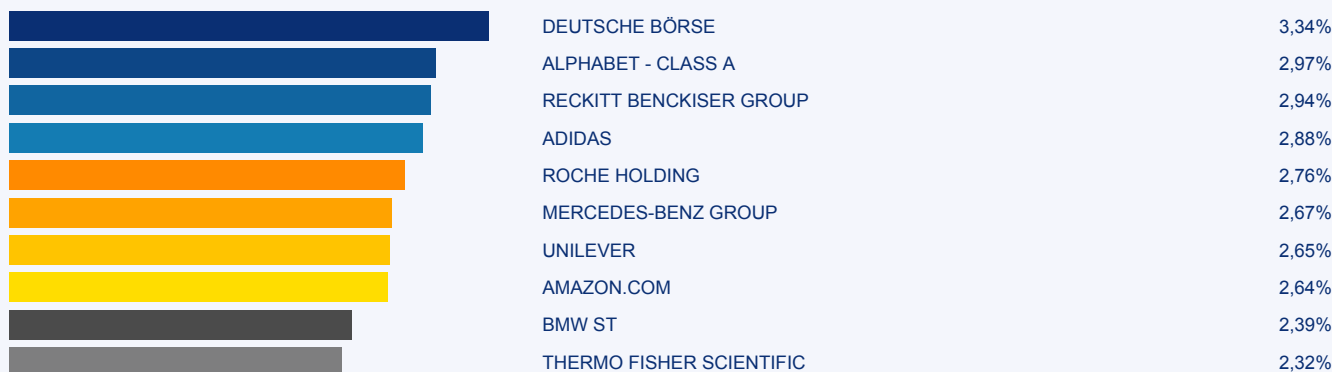 DEUTSCHE BÖRSE 3,34%
ALPHABET - CLASS A 2,97%
RECKITT BENCKISER GROUP 2,94%
ADIDAS 2,88%
ROCHE HOLDING 2,76%
MERCEDES-BENZ GROUP 2,67%
UNILEVER 2,65%
AMAZON.COM 2,64%
BMW ST 2,39%
THERMO FISHER SCIENTIFIC 2,32%